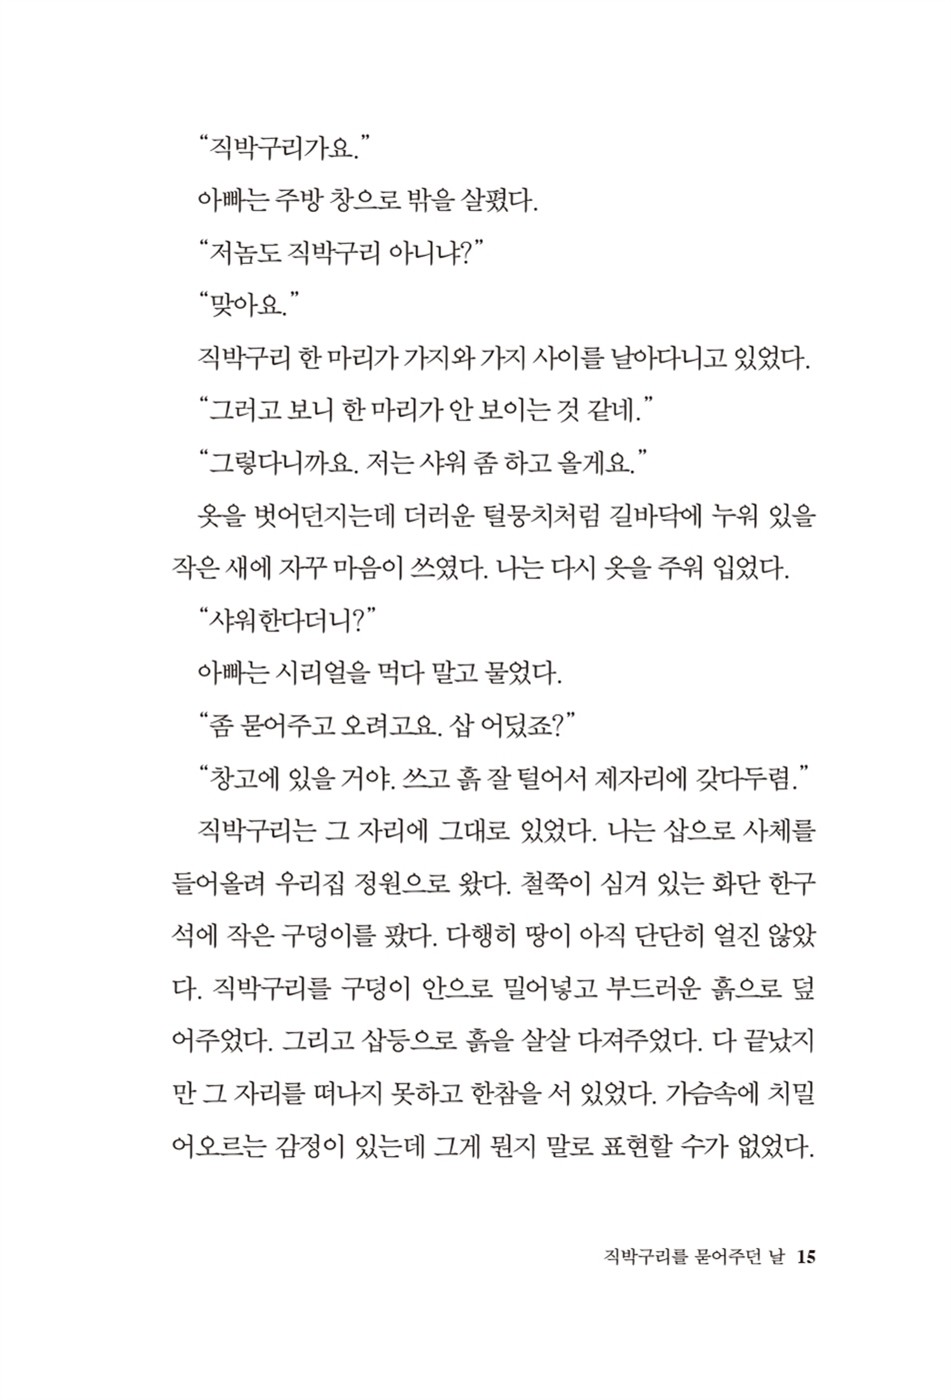 “직박구리가요.”
아빠는 주방 창으로 밖을 살폈다.
“저놈도 직박구리 아니냐?”
“맞아요.”
직박구리 한 마리가 가지와 가지 사이를 날아다니고 있었다.
“그러고 보니 한 마리가 안 보이는 것 같네.”
“그렇다니까요. 저는 샤워 좀 하고 올게요.”
옷을 벗어던지는데 더러운 털뭉치처럼 길바닥에 누워 있을
작은 새에 자꾸 마음이 쓰였다. 나는 다시 옷을 주워 입었다.
“샤워한다더니?”
아빠는 시리얼을 먹다 말고 물었다.
“좀 묻어주고 오려고요. 삽 어딨죠?”
“창고에 있을 거야. 쓰고 흙 잘 털어서 제자리에 갖다두렴.”
직박구리는 그 자리에 그대로 있었다. 나는 삽으로 사체를
들어올려 우리집 정원으로 왔다. 철쭉이 심겨 있는 화단 한구
석에 작은 구덩이를 팠다. 다행히 땅이 아직 단단히 얼진 않았
다. 직박구리를 구덩이 안으로 밀어넣고 부드러운 흙으로 덮
어주었다. 그리고 삽등으로 흙을 살살 다져주었다. 다 끝났지
만 그 자리를 떠나지 못하고 한참을 서 있었다. 가슴속에 치밀
어오르는 감정이 있는데 그게 뭔지 말로 표현할 수가 없었다.
직박구리를 묻어주던 날 15